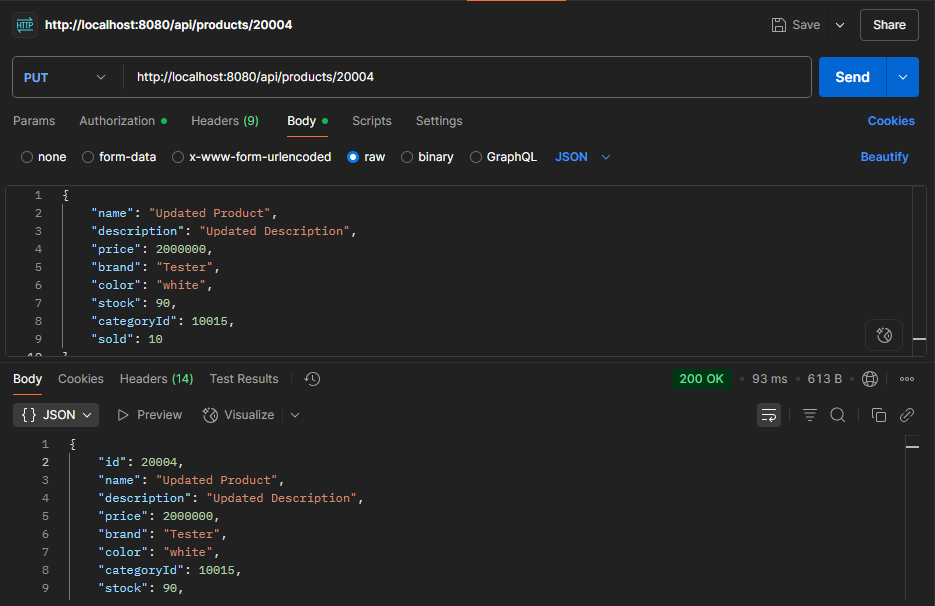 HTTP http://localhost:8080/api/products/20004 Save Share
PUT http://localhost:8080/api/products/20004 Send
Params Authorization Headers (9) Body Scripts Settings Cookies
none form-data x-www-form-urlencoded raw binary GraphQL JSON Beautify
1 {
2 "name": "Updated Product",
3 "description": "Updated Description",
4 "price": 2000000,
5 "brand": "Tester",
6 "color": "white",
7 "stock": 90,
8 "categoryId": 10015,
9 "sold": 10
10 }
Body Cookies Headers (14) Test Results 200 OK • 93 ms • 613 B •
{} JSON Preview Visualize
1 {
2 "id": 20004,
3 "name": "Updated Product",
4 "description": "Updated Description",
5 "price": 2000000,
6 "brand": "Tester",
7 "color": "white",
8 "categoryId": 10015,
9 "stock": 90,